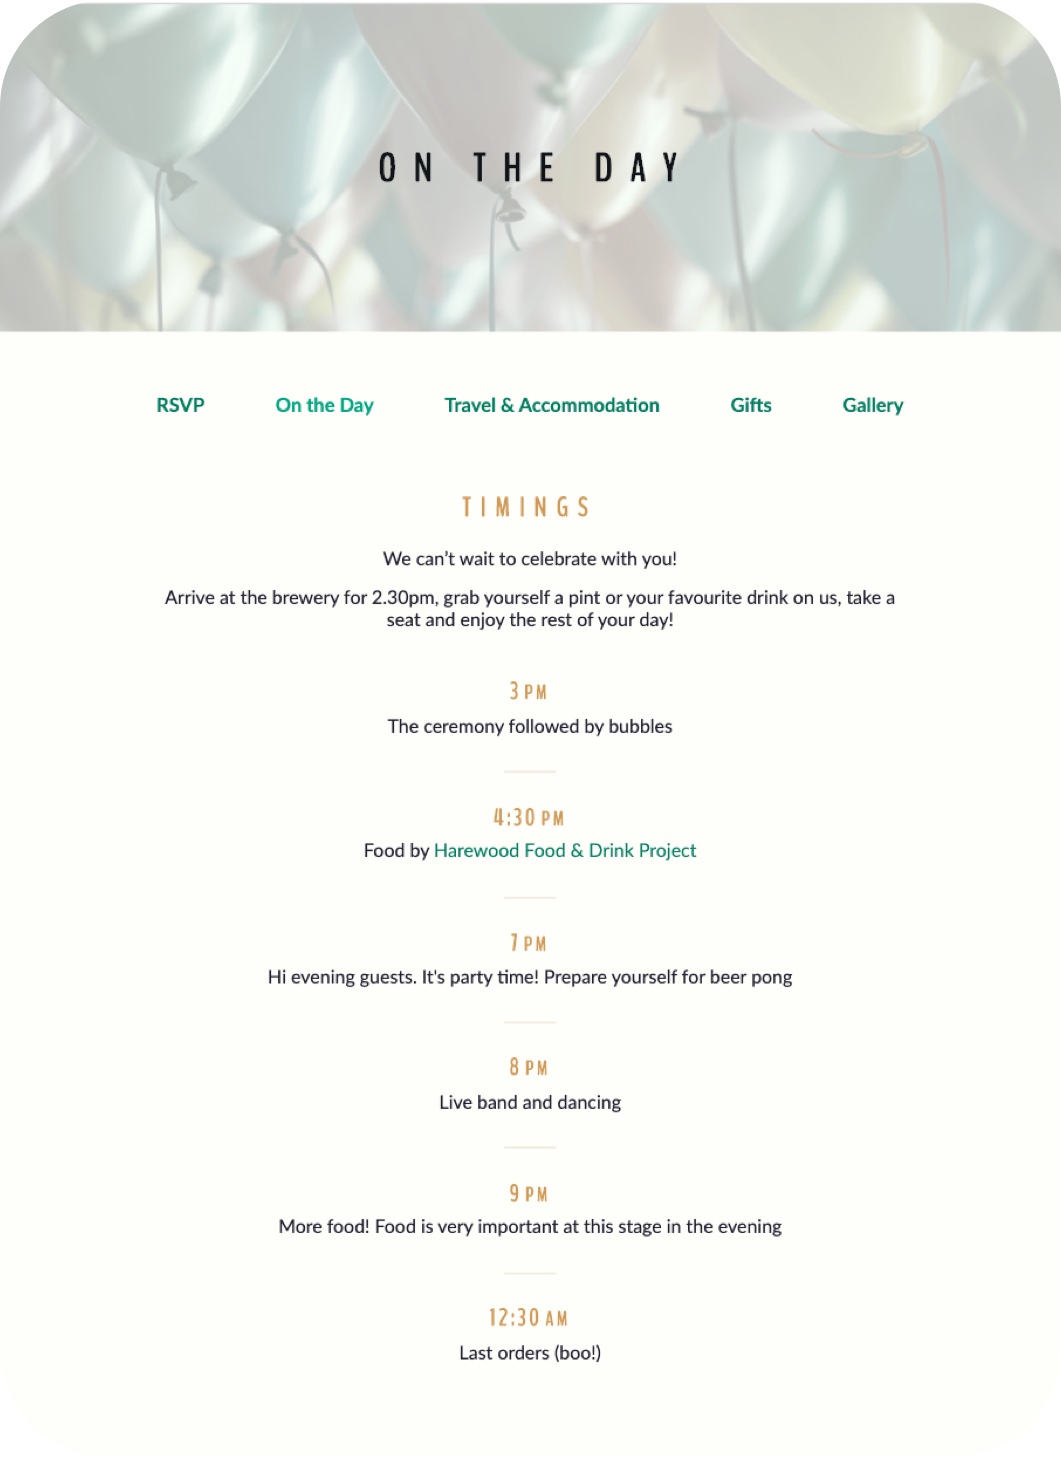 ON THE DAY
RSVP On the Day Travel & Accommodation Gifts Gallery
TIMINGS
We can’t wait to celebrate with you!
Arrive at the brewery for 2.30pm, grab yourself a pint or your favourite drink on us, take a
seat and enjoy the rest of your day!
3 PM
The ceremony followed by bubbles
4:30 PM
Food by Harewood Food & Drink Project
7 PM
Hi evening guests. It's party time! Prepare yourself for beer pong
8 PM
Live band and dancing
9 PM
More food! Food is very important at this stage in the evening
12:30 AM
Last orders (boo!)